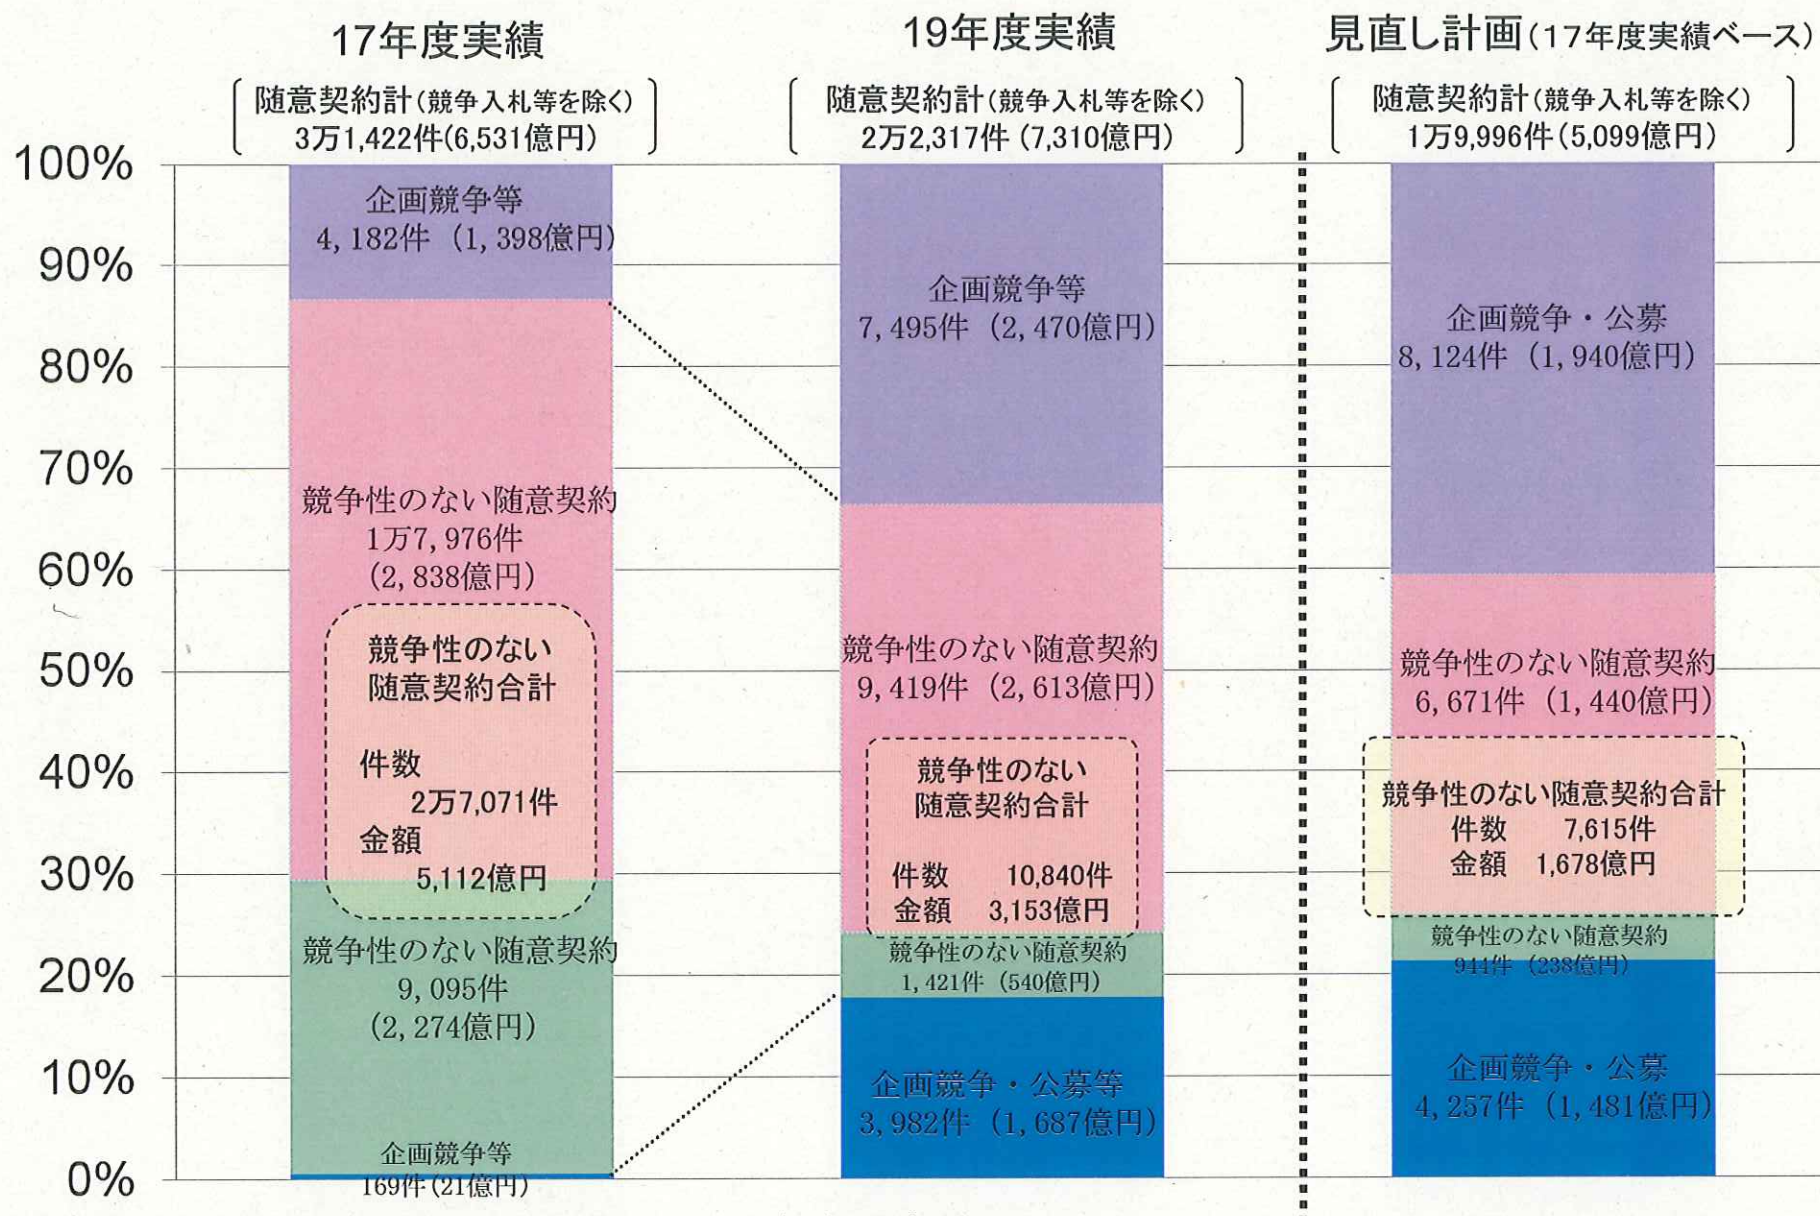 17年度実績
随意契約計(競争入札等を除く)
3万1,422件(6,531億円)
19年度実績
随意契約計(競争入札等を除く)
2万2,317件(7,310億円)
見直し計画(17年度実績ベース)
随意契約計(競争入札等を除く)
1万9,996件(5,099億円)
100%
90%
80%
70%
60%
50%
40%
30%
20%
10%
0%
企画競争等
4,182件(1,398億円)
競争性のない随意契約
1万7,976件
(2,838億円)
競争性のない
随意契約合計
件数
2万7,071件
金額
5,112億円
競争性のない随意契約
9,095件
(2,274億円)
企画競争等
169件(21億円)
企画競争等
7,495件(2,470億円)
競争性のない随意契約
9,419件(2,613億円)
競争性のない
随意契約合計
件数 10,840件
金額 3,153億円
競争性のない随意契約
1,421件(540億円)
企画競争・公募等
3,982件(1,687億円)
企画競争・公募
8,124件(1,940億円)
競争性のない随意契約
6,671件(1,440億円)
競争性のない随意契約合計
件数 7,615件
金額 1,678億円
競争性のない随意契約
944件(238億円)
企画競争・公募
4,257件(1,481億円)